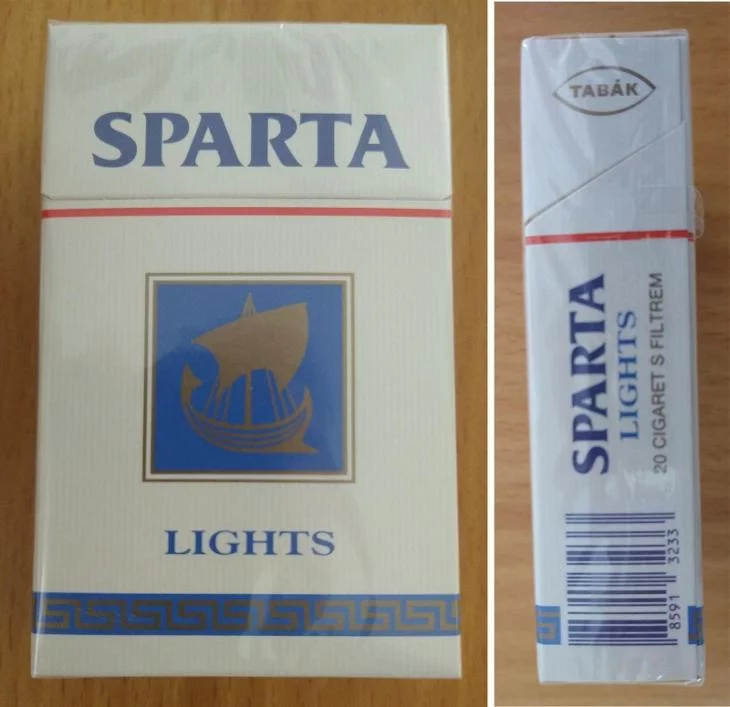 SPARTA
LIGHTS
TABÁK
SPARTA
LIGHTS
20 CIGARET S FILTREM
8591 3233